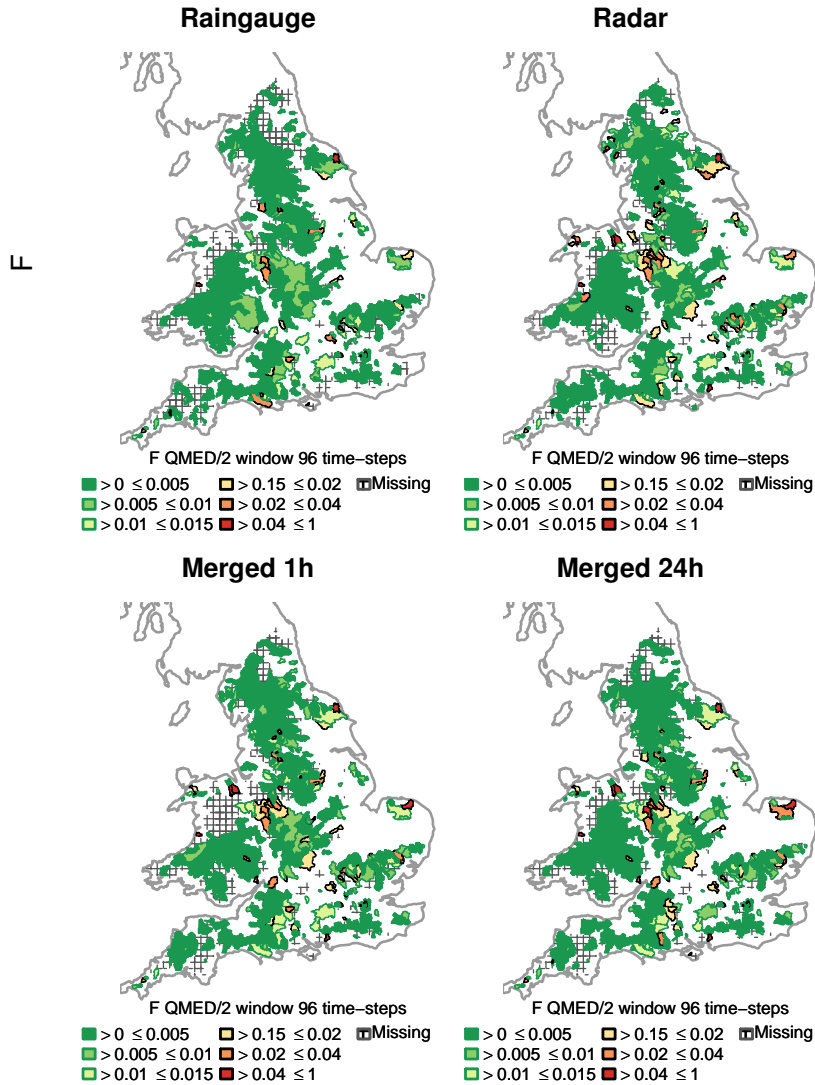 Raingauge
Radar
F
F QMED/2 window 96 time−steps
> 0 ≤ 0.005 > 0.15 ≤ 0.02 Missing
> 0.005 ≤ 0.01 > 0.02 ≤ 0.04
> 0.01 ≤ 0.015 > 0.04 ≤ 1
F QMED/2 window 96 time−steps
> 0 ≤ 0.005 > 0.15 ≤ 0.02 Missing
> 0.005 ≤ 0.01 > 0.02 ≤ 0.04
> 0.01 ≤ 0.015 > 0.04 ≤ 1
Merged 1h
Merged 24h
F QMED/2 window 96 time−steps
> 0 ≤ 0.005 > 0.15 ≤ 0.02 Missing
> 0.005 ≤ 0.01 > 0.02 ≤ 0.04
> 0.01 ≤ 0.015 > 0.04 ≤ 1
F QMED/2 window 96 time−steps
> 0 ≤ 0.005 > 0.15 ≤ 0.02 Missing
> 0.005 ≤ 0.01 > 0.02 ≤ 0.04
> 0.01 ≤ 0.015 > 0.04 ≤ 1